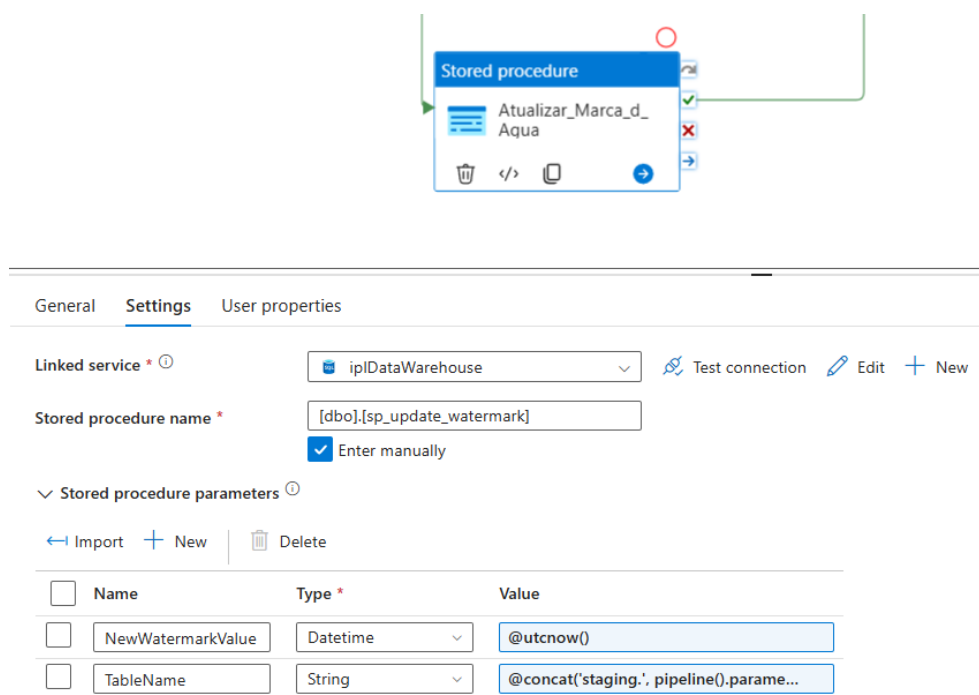 Stored procedure
Atualizar_Marca_d_
Agua
General Settings User properties
Linked service * iplDataWarehouse Test connection Edit New
Stored procedure name * [dbo].[sp_update_watermark]
Enter manually
Stored procedure parameters
Import New Delete
Name Type * Value
NewWatermarkValue Datetime @utcnow()
TableName String @concat('staging.', pipeline().parame...